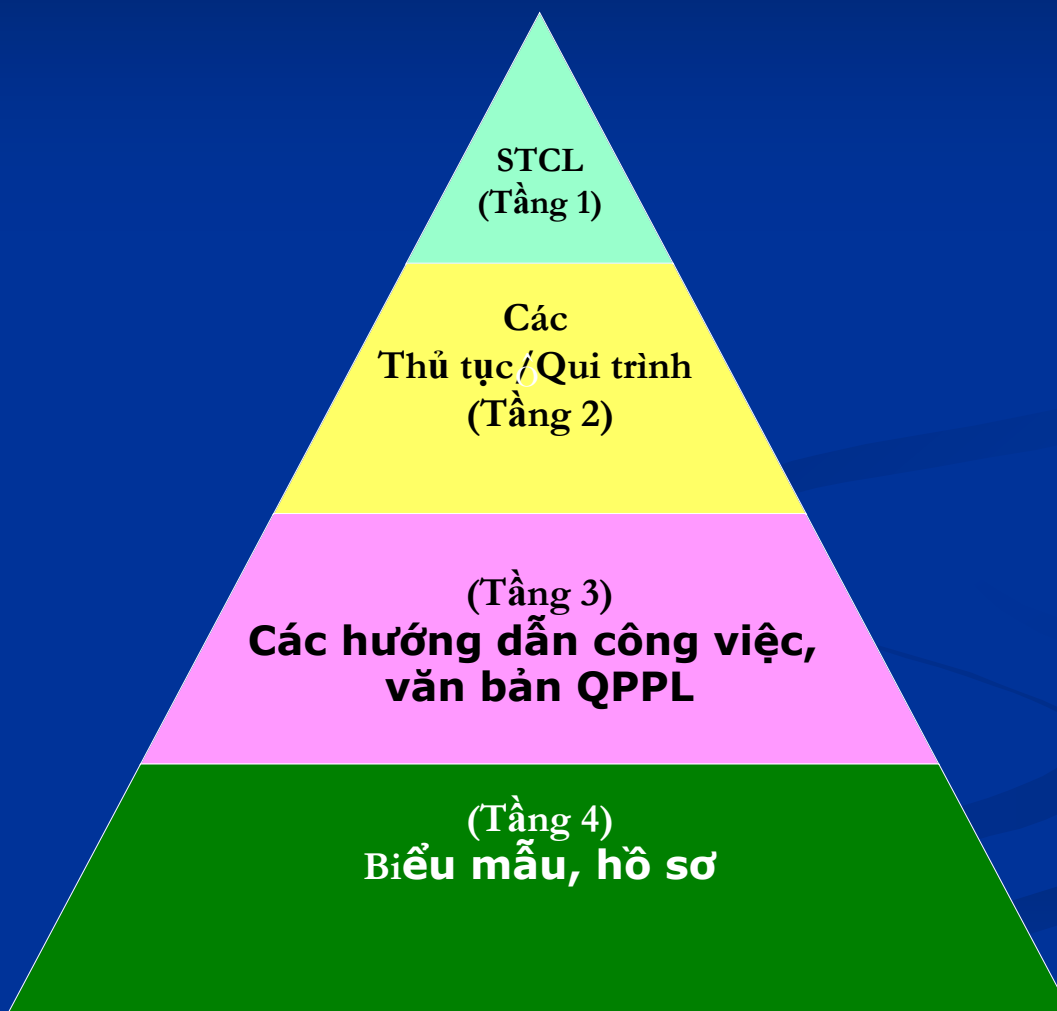 STCL
(Tầng 1)
Các
Thủ tục/Qui trình
(Tầng 2)
(Tầng 3)
Các hướng dẫn công việc,
văn bản QPPL
(Tầng 4)
Biểu mẫu, hồ sơ